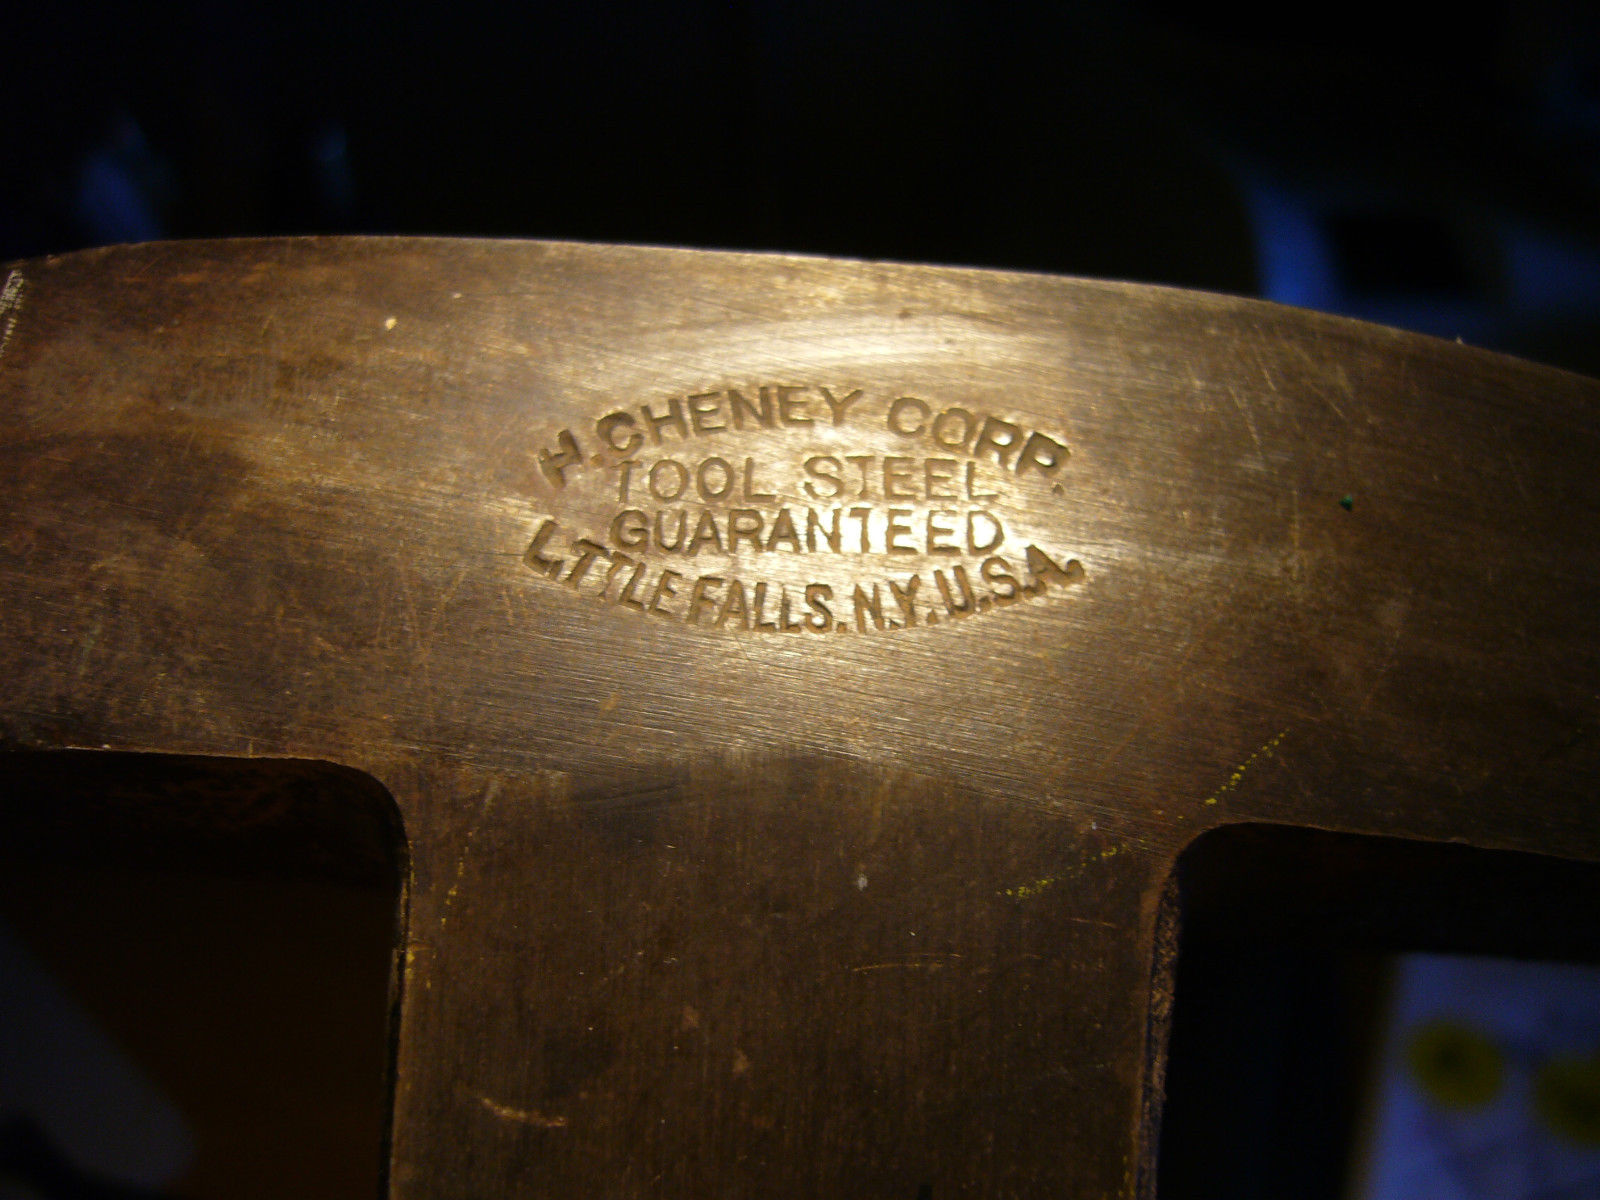 H. CHENEY CORP.
TOOL STEEL
GUARANTEED
LITTLE FALLS. N.Y. U.S.A.